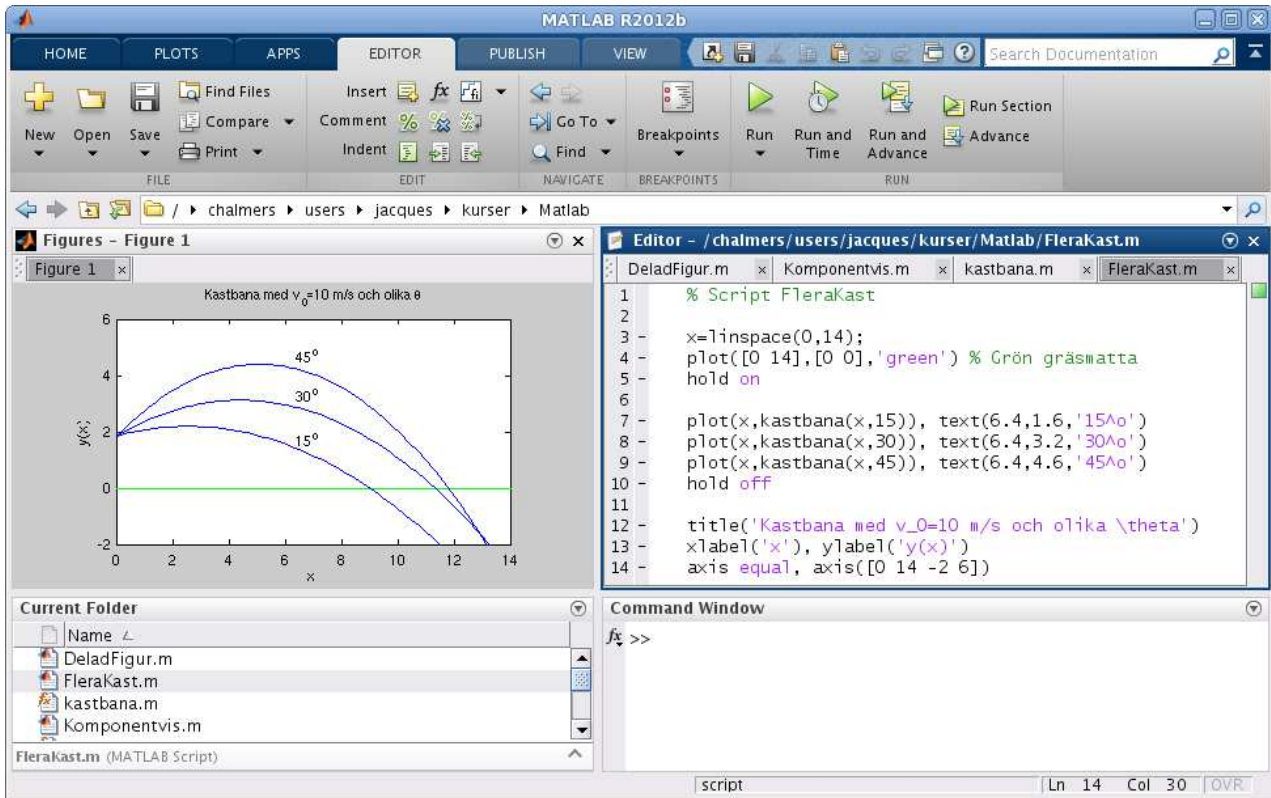 MATLAB R2012b
HOME PLOTS APPS EDITOR PUBLISH VIEW Search Documentation
New Open Save Find Files Compare Print
FILE
Insert fx fi
Comment % %
Indent
EDIT
Go To
Find
NAVIGATE
Breakpoints
BREAKPOINTS
Run Run and Time Run and Advance Run Section Advance
RUN
/ chalmers users jacques kurser Matlab
Figures - Figure 1
Figure 1
Kastbana med v_0=10 m/s och olika θ
6
4
2
0
-2
y(x)
45º
30º
15º
0 2 4 6 8 10 12 14
x
Editor - /chalmers/users/jacques/kurser/Matlab/FleraKast.m
DeladFigur.m Komponentvis.m kastbana.m FleraKast.m
1 % Script FleraKast
2
3 - x=linspace(0,14);
4 - plot([0 14],[0 0],'green') % Grön gräsmatta
5 - hold on
6
7 - plot(x,kastbana(x,15)), text(6.4,1.6,'15^o')
8 - plot(x,kastbana(x,30)), text(6.4,3.2,'30^o')
9 - plot(x,kastbana(x,45)), text(6.4,4.6,'45^o')
10 - hold off
11
12 - title('Kastbana med v_0=10 m/s och olika \theta')
13 - xlabel('x'), ylabel('y(x)')
14 - axis equal, axis([0 14 -2 6])
Current Folder
Name
DeladFigur.m
FleraKast.m
kastbana.m
Komponentvis.m
FleraKast.m (MATLAB Script)
Command Window
fx >>
script Ln 14 Col 30 OVR